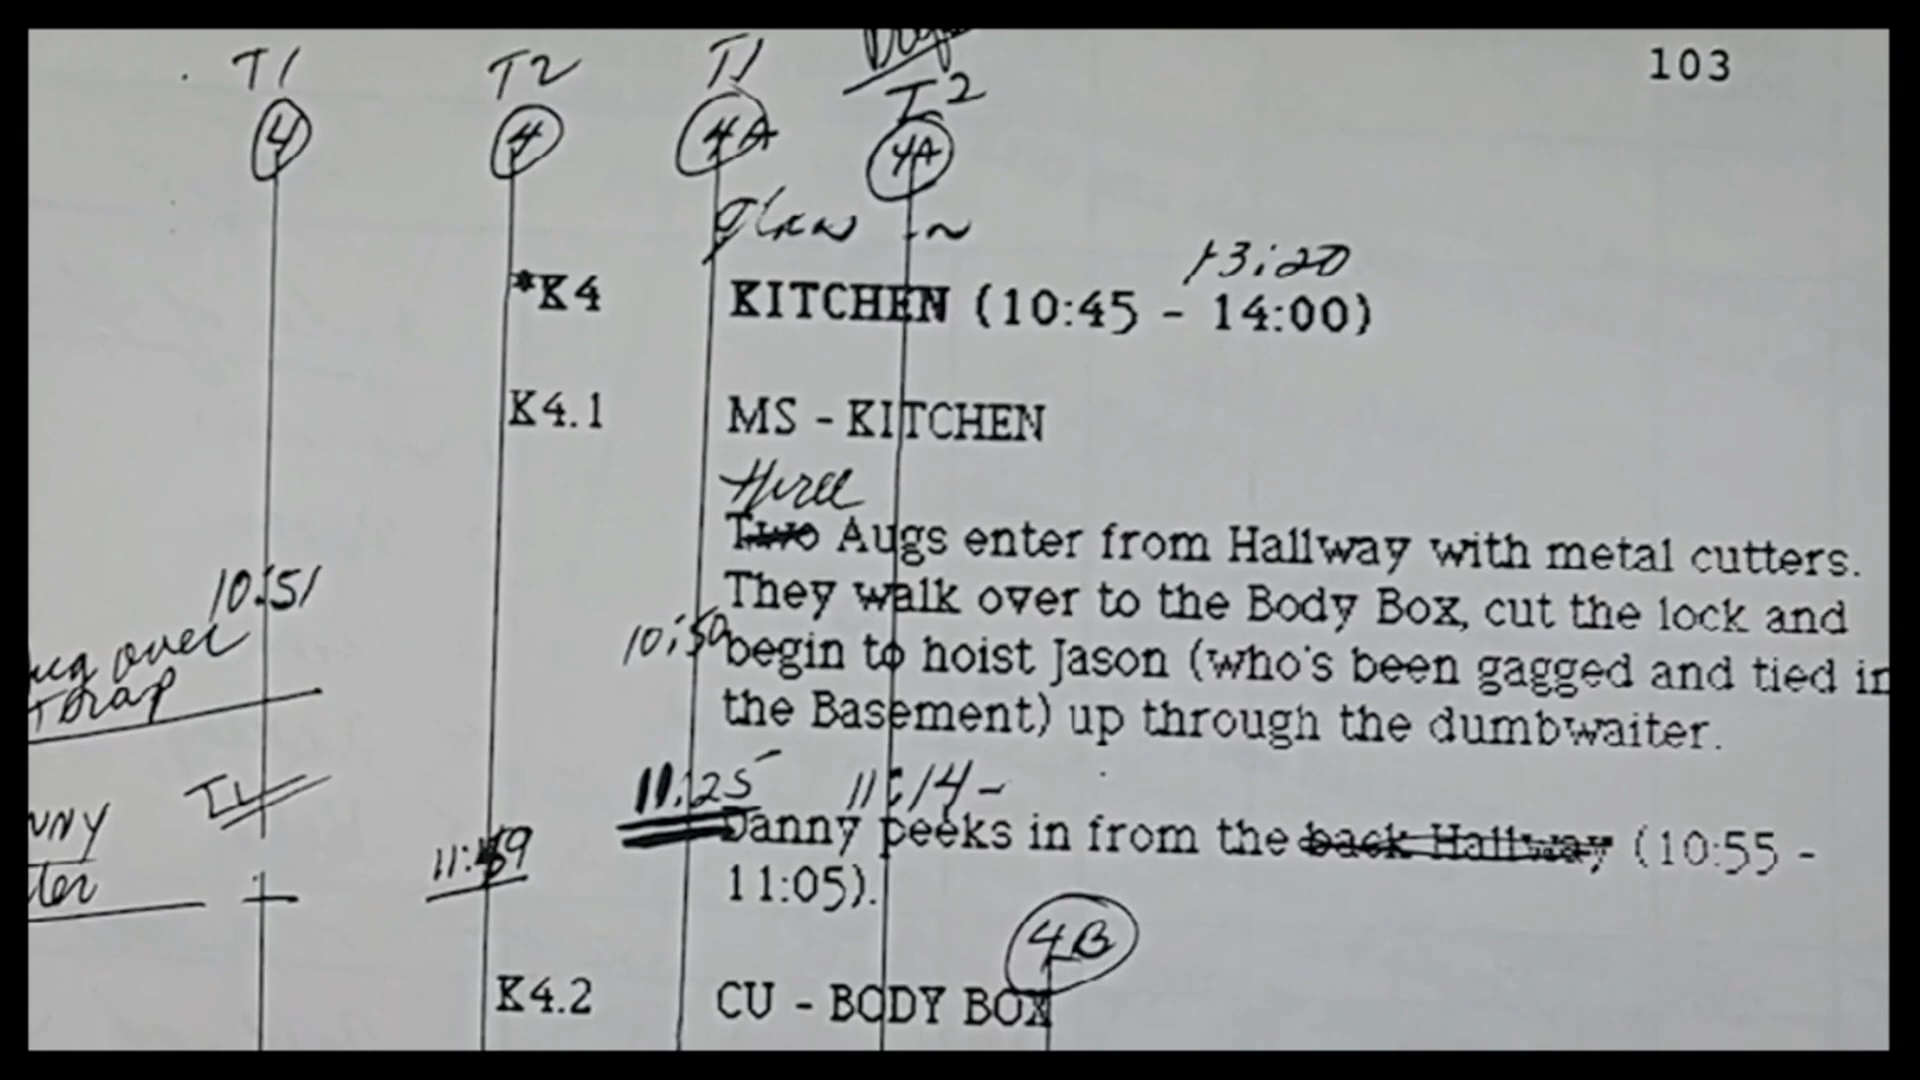 103
T1 T2 T1 T2
4 4 4A 4A
13:20
*K4 KITCHEN (10:45 - 14:00)
K4.1 MS - KITCHEN
three
Two Augs enter from Hallway with metal cutters.
10:51
They walk over to the Body Box, cut the lock and
over 10:50 begin to hoist Jason (who's been gagged and tied in
the Basement) up through the dumbwaiter.
11:25 11:14-
Danny peeks in from the back Hallway (10:55 -
11:05).
4B
K4.2 CU - BODY BOX